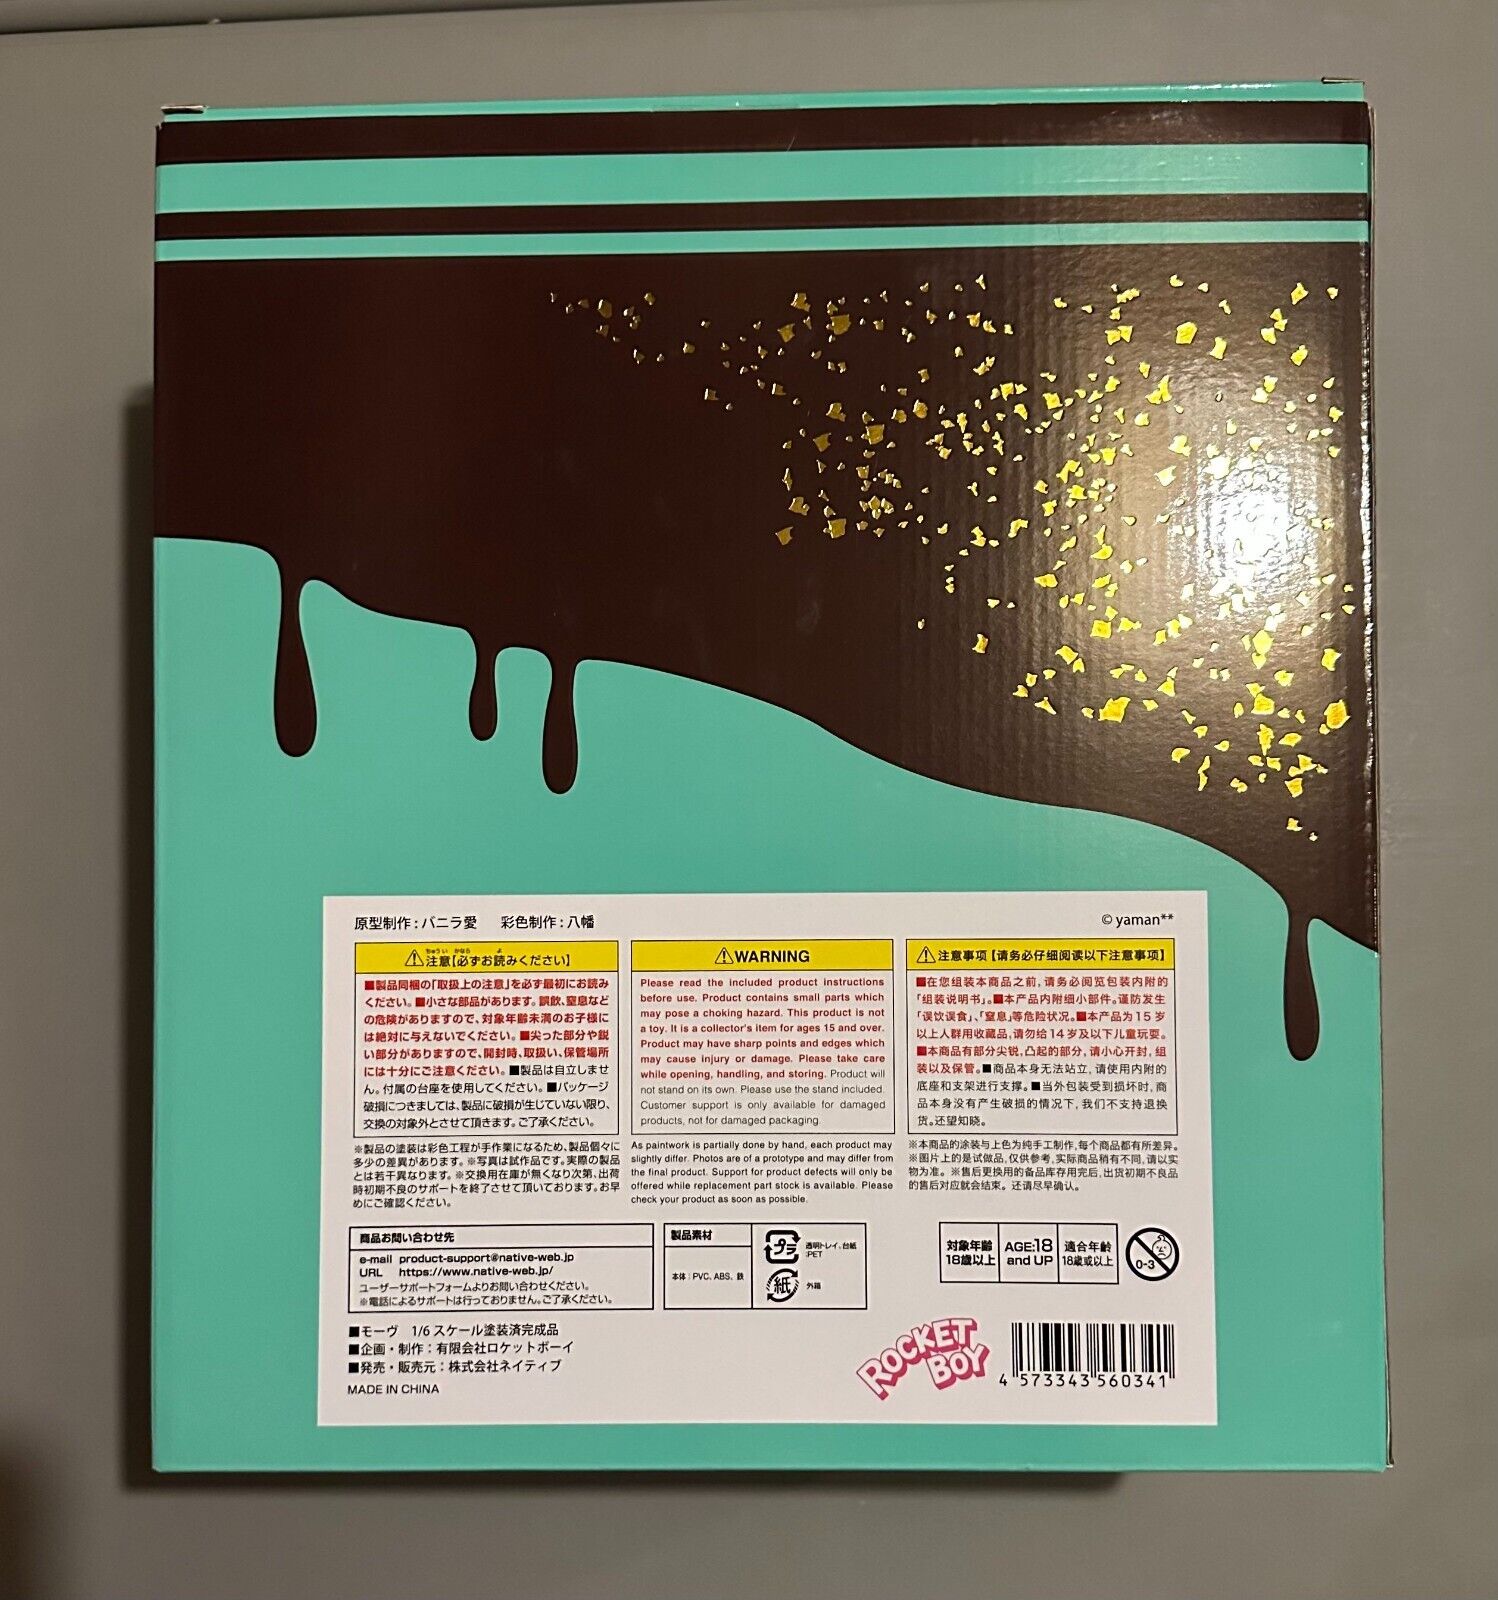 原型制作：バニラ愛　彩色制作：八幡
© yaman**
⚠注意【必ずお読みください】
ちゅうい かなら よ
■製品同梱の「取扱上の注意」を必ず最初にお読み
ください。■小さな部品があります。誤飲、窒息など
の危険がありますので、対象年齢未満のお子様に
は絶対に与えないでください。■尖った部分や鋭
い部分がありますので、開封時、取扱い、保管場所
には十分にご注意ください。■製品は自立しませ
ん。付属の台座を使用してください。■パッケージ
破損につきましては、製品に破損が生じていない限り、
交換の対象外とさせて頂きます。ご了承ください。
※製品の塗装は彩色工程が手作業になるため、製品個々に
多少の差異があります。※写真は試作品です。実際の製品
とは若干異なります。※交換用在庫が無くなり次第、出荷
時初期不良のサポートを終了させて頂いております。お早
めにご確認ください。
⚠WARNING
Please read the included product instructions
before use. Product contains small parts which
may pose a choking hazard. This product is not
a toy. It is a collector's item for ages 15 and over.
Product may have sharp points and edges which
may cause injury or damage. Please take care
while opening, handling, and storing. Product will
not stand on its own. Please use the stand included.
Customer support is only available for damaged
products, not for damaged packaging.
As paintwork is partially done by hand, each product may
slightly differ. Photos are of a prototype and may differ from
the final product. Support for product defects will only be
offered while replacement part stock is available. Please
check your product as soon as possible.
⚠注意事项【请务必仔细阅读以下注意事项】
■在您组装本商品之前，请务必阅览包装内附的
「组装说明书」。■本产品内附细小部件。谨防发生
「误饮误食」、「窒息」等危险状况。■本产品为15岁
以上人群用收藏品，请勿给14岁及以下儿童玩耍。
■本商品有部分尖锐，凸起的部分，请小心开封，组
装以及保管。■商品本身无法站立，请使用内附的
底座和支架进行支撑。■当外包装受到损坏时，商
品本身没有产生破损的情况下，我们不支持退换
货。还望知晓。
※本商品的涂装与上色为纯手工制作，每个商品都有所差异。
※图片上的是试做品，仅供参考，实际商品稍有不同，请以实
物为准。※售后更换用的备品库存用完后，出货初期不良品
的售后对应就会结束。还请尽早确认。
商品お問い合わせ先
e-mail product-support@native-web.jp
URL https://www.native-web.jp/
ユーザーサポートフォームよりお問い合わせください。
※電話によるサポートは行っておりません。ご了承ください。
製品素材
本体：PVC、ABS、鉄
プラ
透明トレイ、台紙
:PET
紙
外箱
対象年齢
18歳以上
AGE:18
and UP
適合年齢
18歳或以上
0-3
■モーヴ　1/6 スケール塗装済完成品
■企画・制作：有限会社ロケットボーイ
■発売・販売元：株式会社ネイティブ
MADE IN CHINA
ROCKET
BOY
4 573343 560341